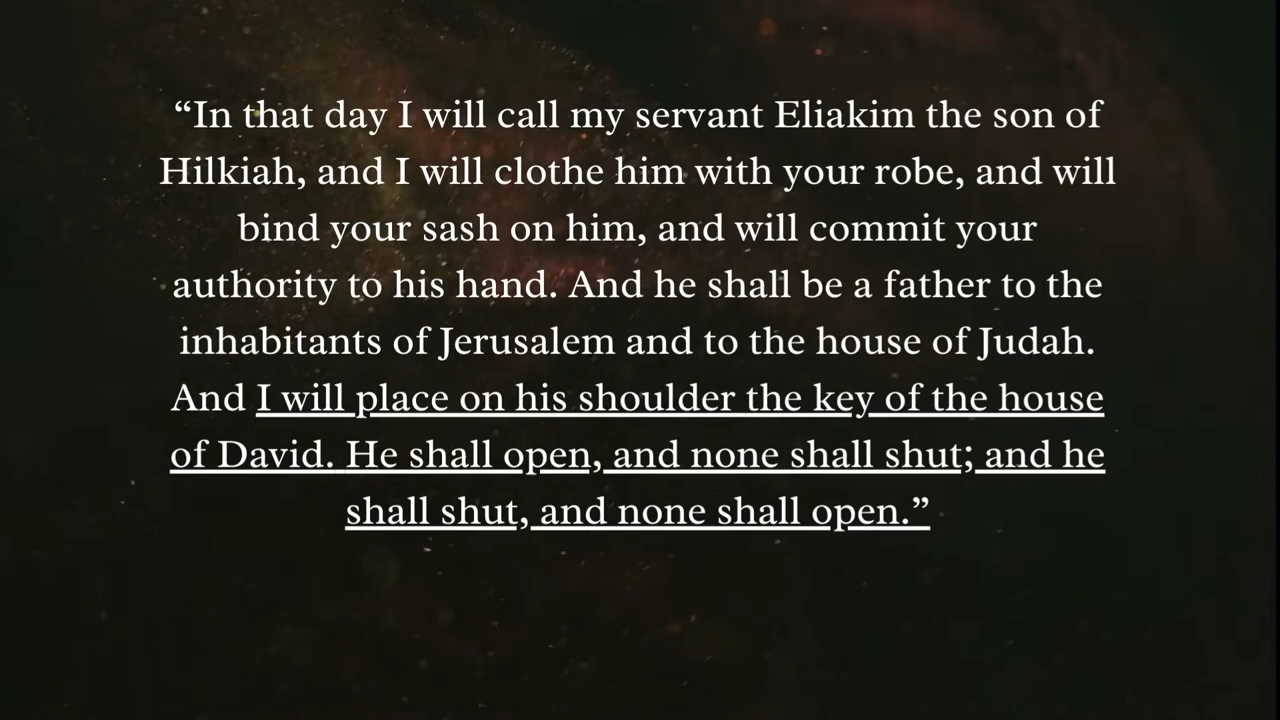 “In that day I will call my servant Eliakim the son of
Hilkiah, and I will clothe him with your robe, and will
bind your sash on him, and will commit your
authority to his hand. And he shall be a father to the
inhabitants of Jerusalem and to the house of Judah.
And I will place on his shoulder the key of the house
of David. He shall open, and none shall shut; and he
shall shut, and none shall open.”